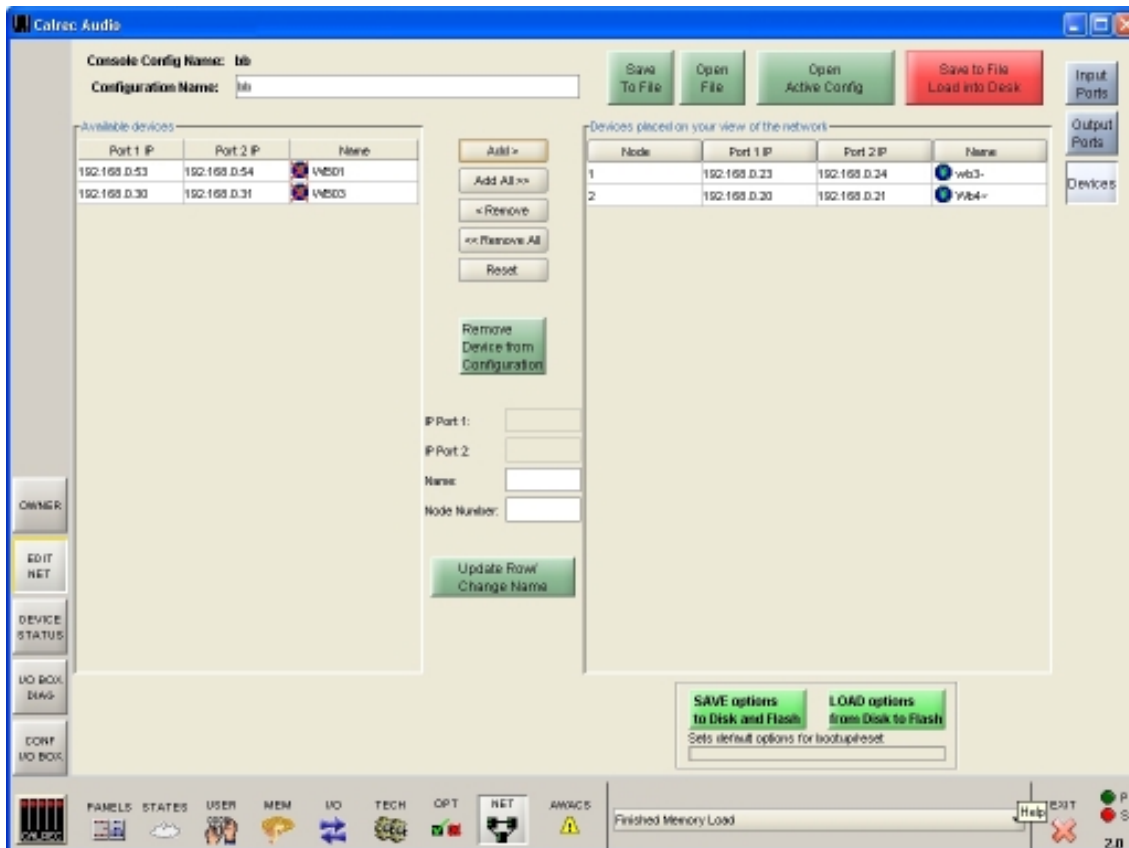 Calrec Audio
Console Config Name: bb
Configuration Name: bb
Save
To File
Open
File
Open
Active Config
Save to File
Load into Desk
Input
Ports
Output
Ports
Devices
Available devices
Port 1 IP Port 2 IP Name
192.168.0.53 192.168.0.54 WB01
192.168.0.30 192.168.0.31 WB03
Add >
Add All >>
< Remove
<< Remove All
Reset
Remove
Device from
Configuration
IP Port 1:
IP Port 2:
Name:
Node Number:
Update Row/
Change Name
Devices placed on your view of the network
Node Port 1 IP Port 2 IP Name
1 192.168.0.23 192.168.0.24 wb3-
2 192.168.0.20 192.168.0.21 Wb4-
OWNER
EDIT
NET
DEVICE
STATUS
I/O BOX
DIAG
CONF
I/O BOX
SAVE options
to Disk and Flash
LOAD options
from Disk to Flash
Sets default options for bootup/reset
CALREC
PANELS STATES USER MEM I/O TECH OPT NET AWACS
Finished Memory Load
Help
EXIT
P
S
2.0